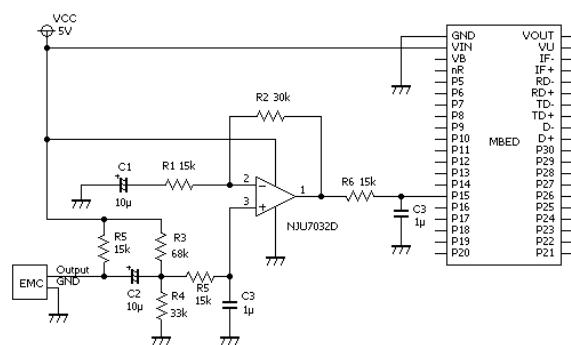 VCC
5V
GND
VIN
VB
nR
P5
P6
P7
P8
P9
P10
P11
P12
P13
P14
P15
P16
P17
P18
P19
P20
MBED
VOUT
VU
IF-
IF+
RD-
RD+
TD-
TD+
D-
D+
P30
P29
P28
P27
P26
P25
P24
P23
P22
P21
R2 30k
C1
+
10μ
R1 15k
2
−
3
+
1
NJU7032D
R6 15k
C3
1μ
R5
15k
R3
68k
EMC
Output
GND
+
C2
10μ
R4
33k
R5
15k
C3
1μ